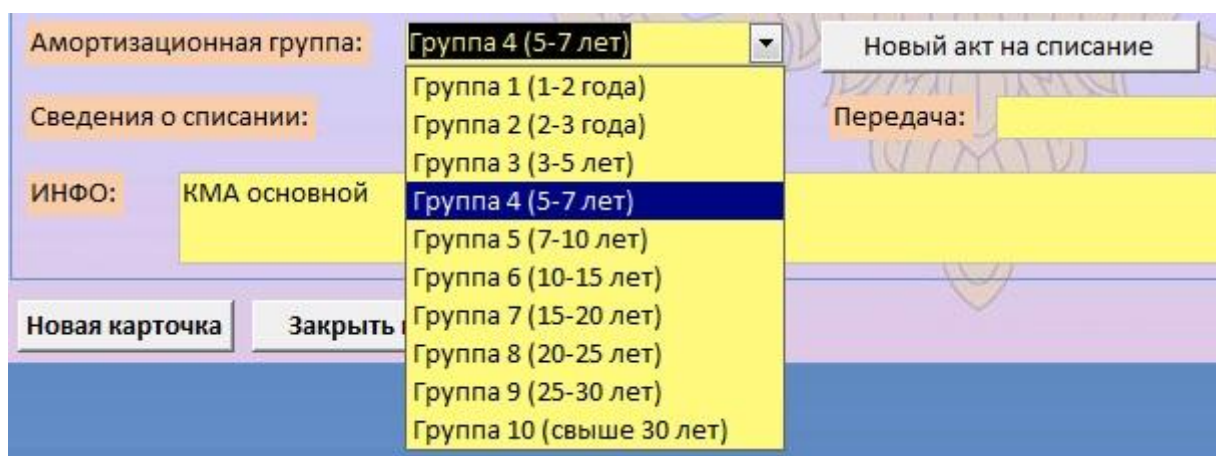 Амортизационная группа: Группа 4 (5-7 лет) Новый акт на списание
Группа 1 (1-2 года)
Сведения о списании: Группа 2 (2-3 года) Передача:
Группа 3 (3-5 лет)
ИНФО: КМА основной Группа 4 (5-7 лет)
Группа 5 (7-10 лет)
Группа 6 (10-15 лет)
Новая карточка Закрыть Группа 7 (15-20 лет)
Группа 8 (20-25 лет)
Группа 9 (25-30 лет)
Группа 10 (свыше 30 лет)